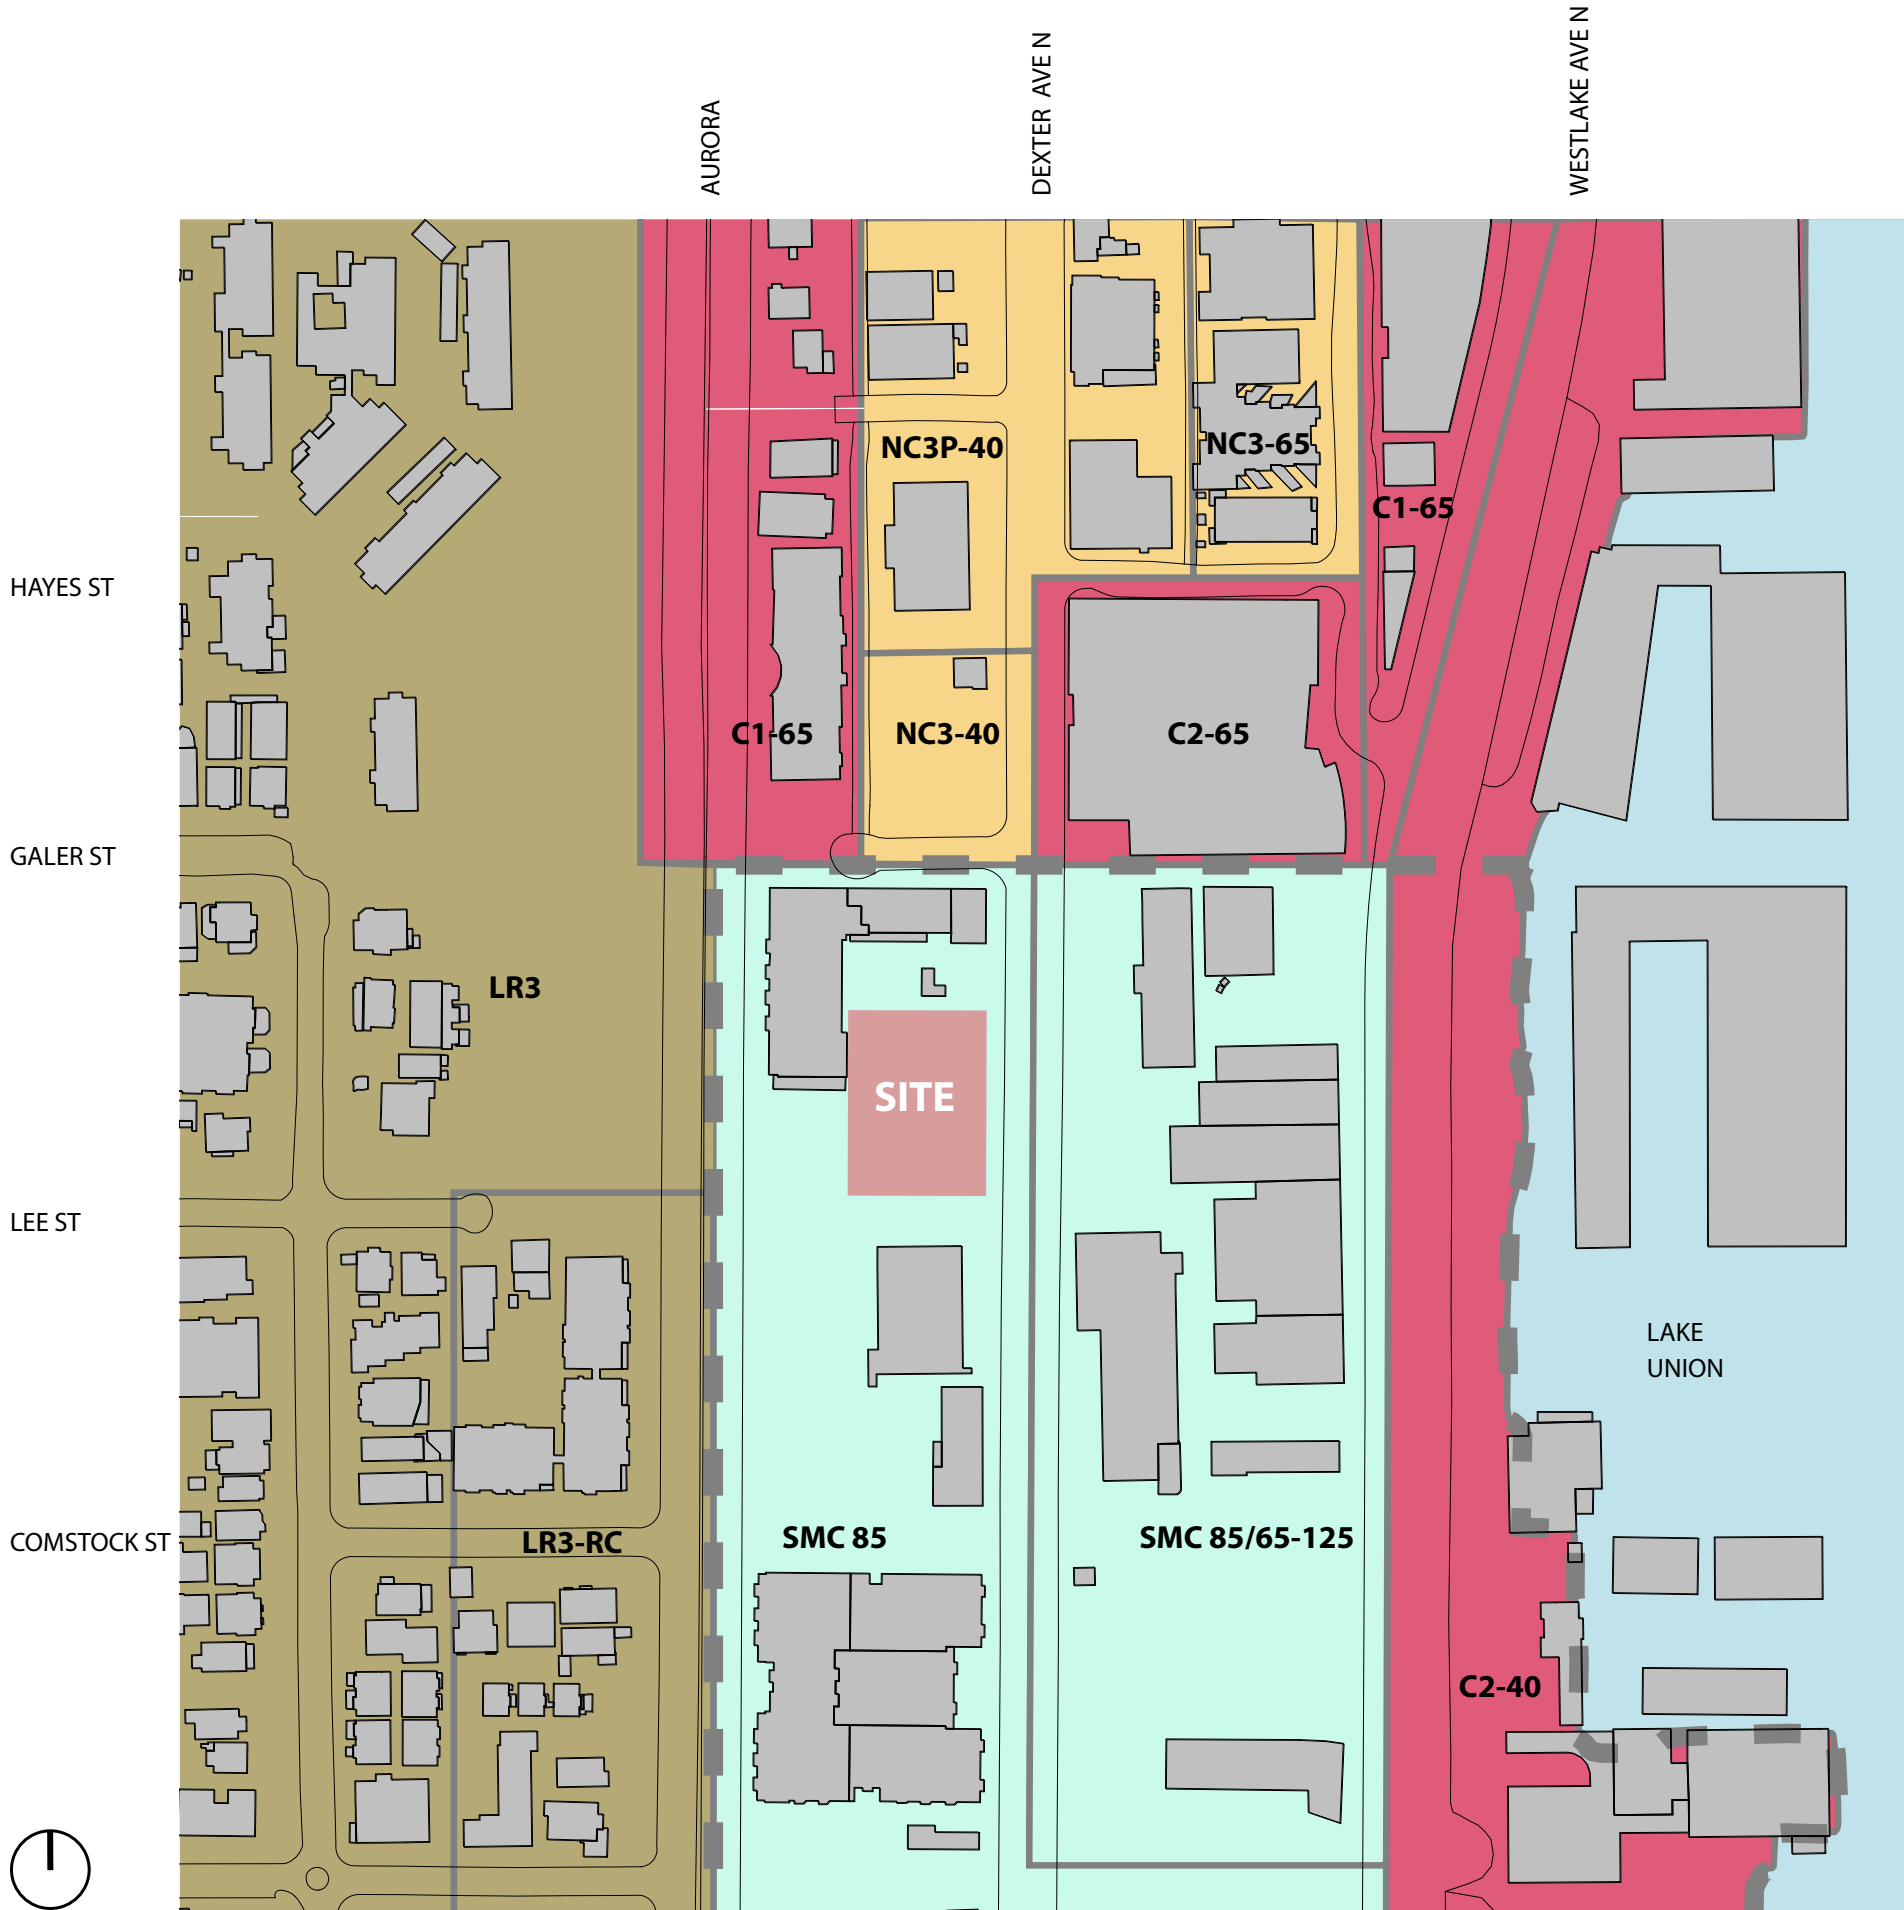 AURORA
DEXTER AVE N
WESTLAKE AVE N
NC3P-40
NC3-65
C1-65
HAYES ST
C1-65
NC3-40
C2-65
GALER ST
LR3
SITE
LEE ST
LAKE
UNION
COMSTOCK ST
LR3-RC
SMC 85
SMC 85/65-125
C2-40